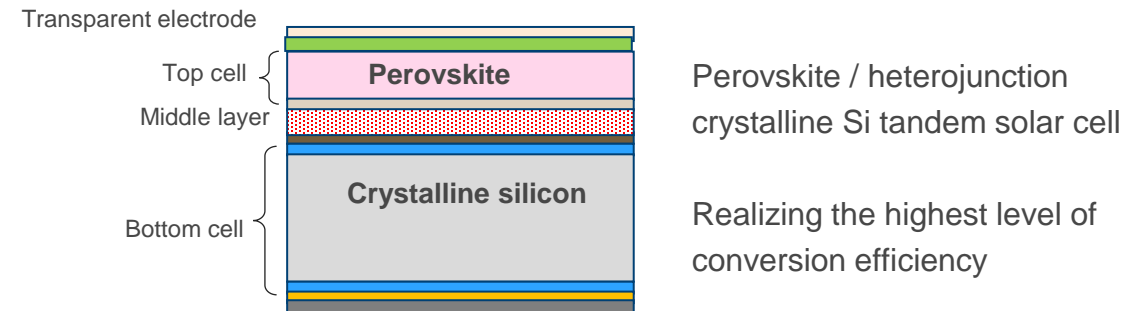 Transparent electrode
Top cell
Perovskite
Middle layer
Crystalline silicon
Bottom cell
Perovskite / heterojunction
crystalline Si tandem solar cell
Realizing the highest level of
conversion efficiency